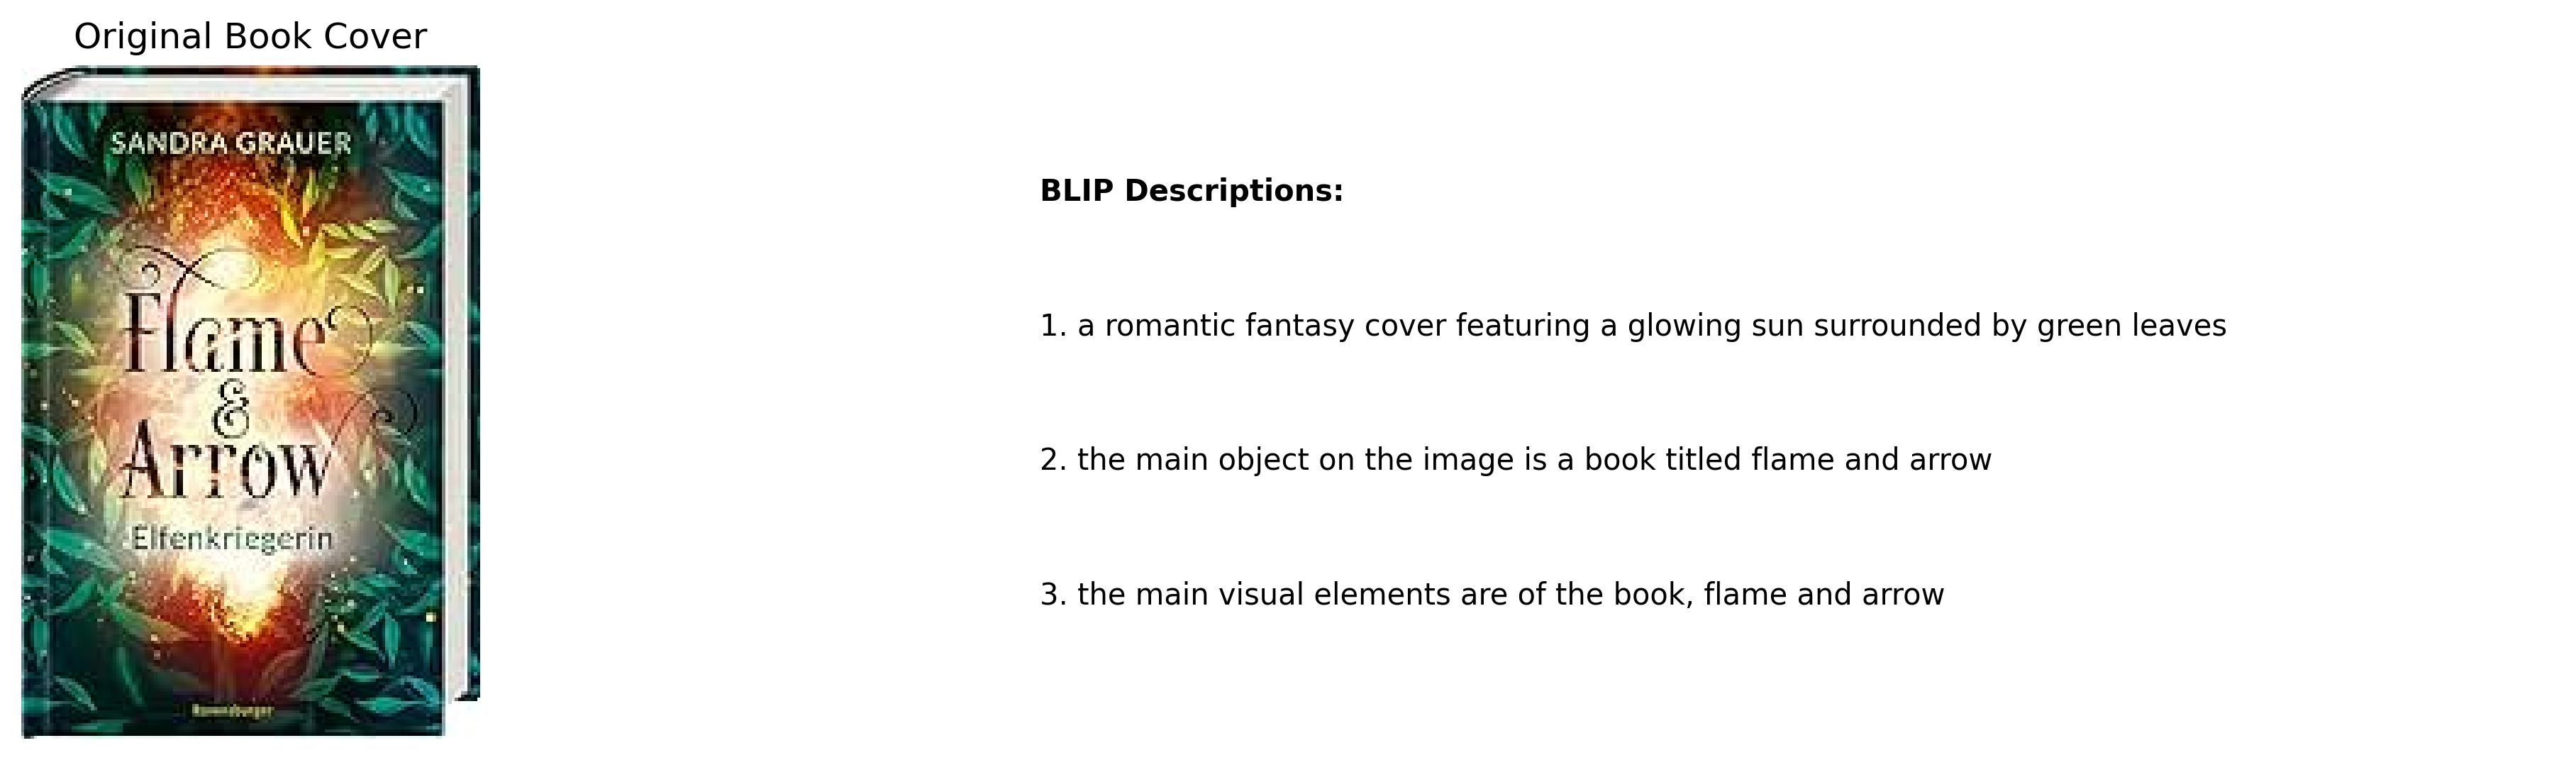 Original Book Cover
SANDRA GRAUER
Flame
&
Arrow
Elfenkriegerin
Ravensburger
BLIP Descriptions:
1. a romantic fantasy cover featuring a glowing sun surrounded by green leaves
2. the main object on the image is a book titled flame and arrow
3. the main visual elements are of the book, flame and arrow